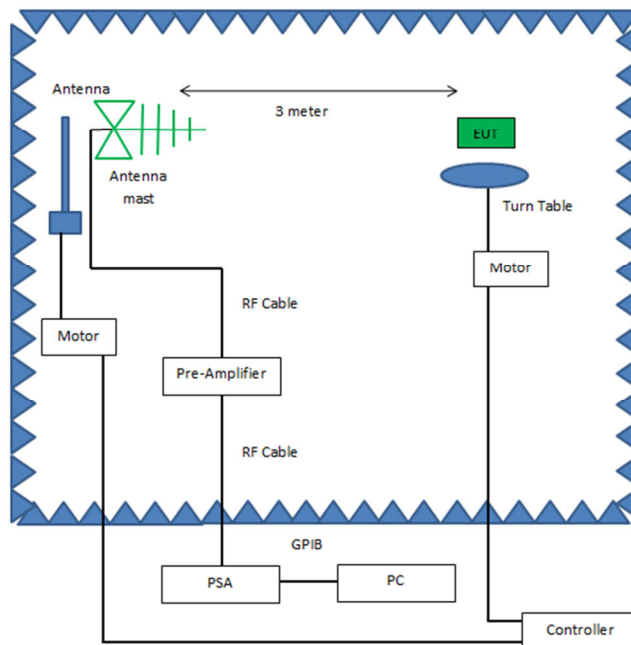 Antenna
3 meter
EUT
Antenna
mast
Turn Table
Motor
RF Cable
Motor
Pre-Amplifier
RF Cable
GPIB
PSA
PC
Controller